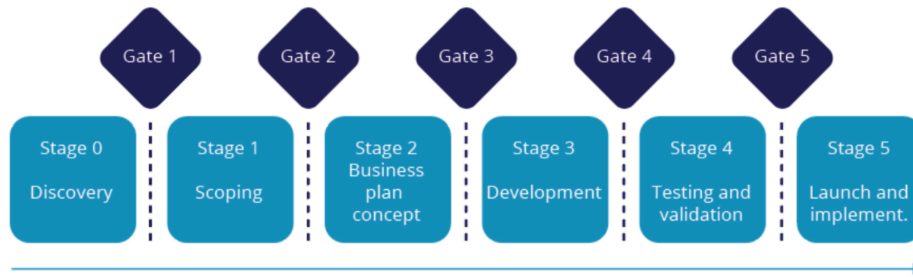 Gate 1
Gate 2
Gate 3
Gate 4
Gate 5
Stage 0
Discovery
Stage 1
Scoping
Stage 2
Business
plan
concept
Stage 3
Development
Stage 4
Testing and
validation
Stage 5
Launch and
implement.